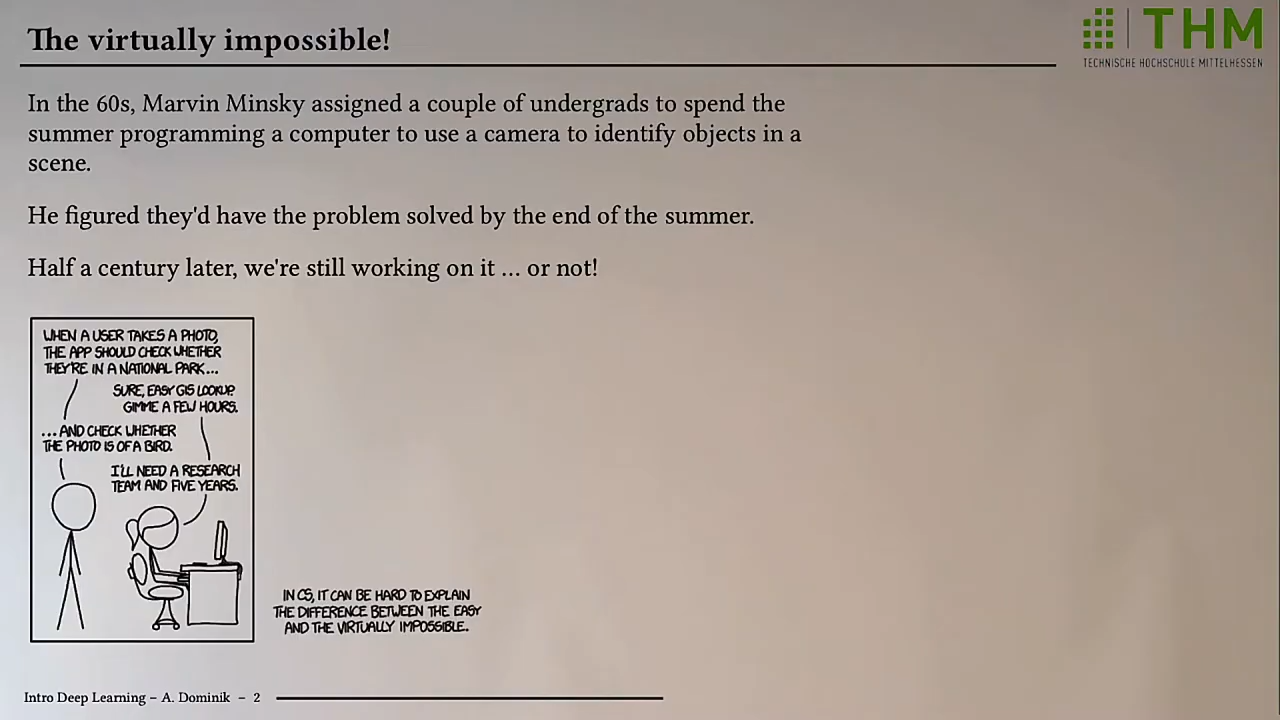 The virtually impossible!
THM
TECHNISCHE HOCHSCHULE MITTELHESSEN
In the 60s, Marvin Minsky assigned a couple of undergrads to spend the
summer programming a computer to use a camera to identify objects in a
scene.
He figured they'd have the problem solved by the end of the summer.
Half a century later, we're still working on it ... or not!
WHEN A USER TAKES A PHOTO,
THE APP SHOULD CHECK WHETHER
THEY'RE IN A NATIONAL PARK...
SURE, EASY GIS LOOKUP.
GIMME A FEW HOURS.
...AND CHECK WHETHER
THE PHOTO IS OF A BIRD.
I'LL NEED A RESEARCH
TEAM AND FIVE YEARS.
IN CS, IT CAN BE HARD TO EXPLAIN
THE DIFFERENCE BETWEEN THE EASY
AND THE VIRTUALLY IMPOSSIBLE.
Intro Deep Learning – A. Dominik – 2